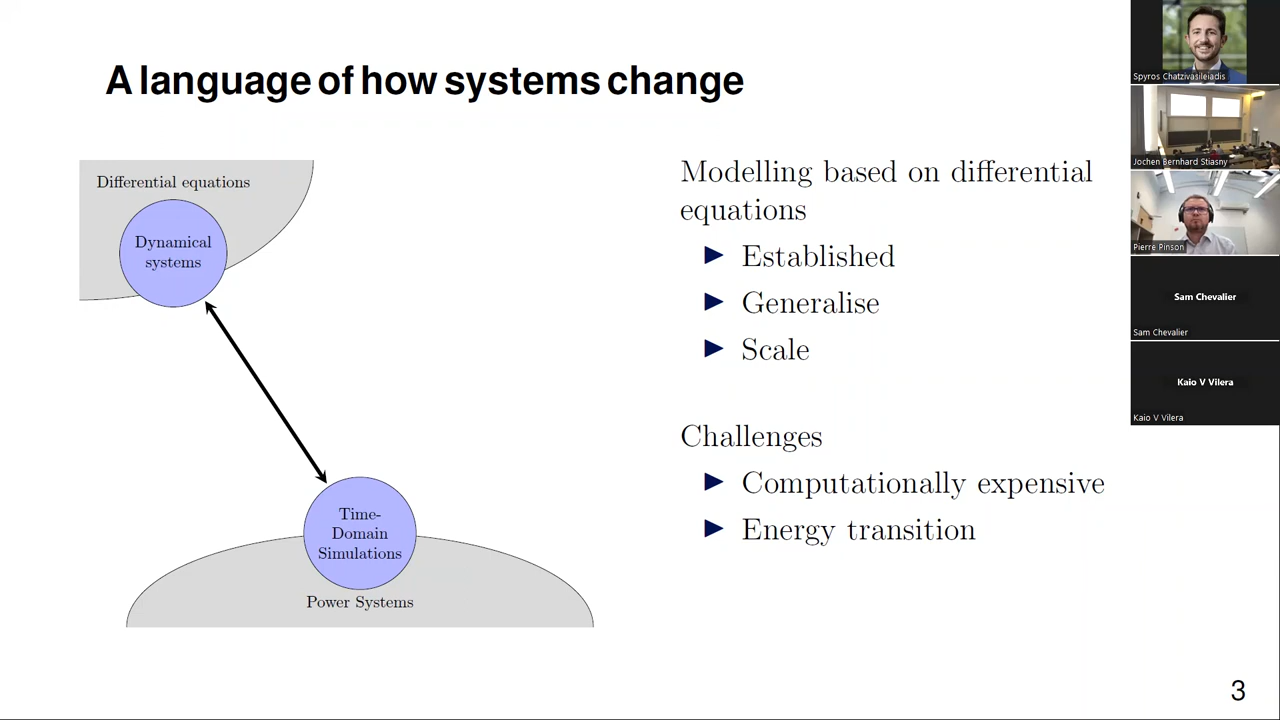 A language of how systems change
Differential equations
Dynamical
systems
Time-
Domain
Simulations
Power Systems
Modelling based on differential
equations
▶ Established
▶ Generalise
▶ Scale
Challenges
▶ Computationally expensive
▶ Energy transition
3
Spyros Chatzivasileiadis
Jochen Bernhard Stiasny
Pierre Pinson
Sam Chevalier
Sam Chevalier
Kaio V Vilera
Kaio V Vilera